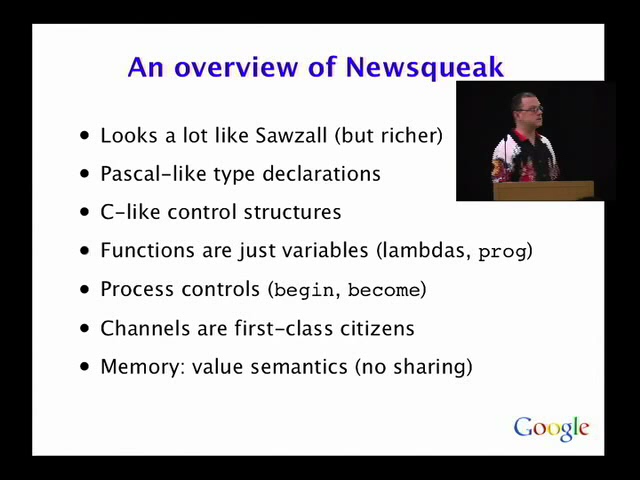 An overview of Newsqueak
• Looks a lot like Sawzall (but richer)
• Pascal-like type declarations
• C-like control structures
• Functions are just variables (lambdas, prog)
• Process controls (begin, become)
• Channels are first-class citizens
• Memory: value semantics (no sharing)
Google